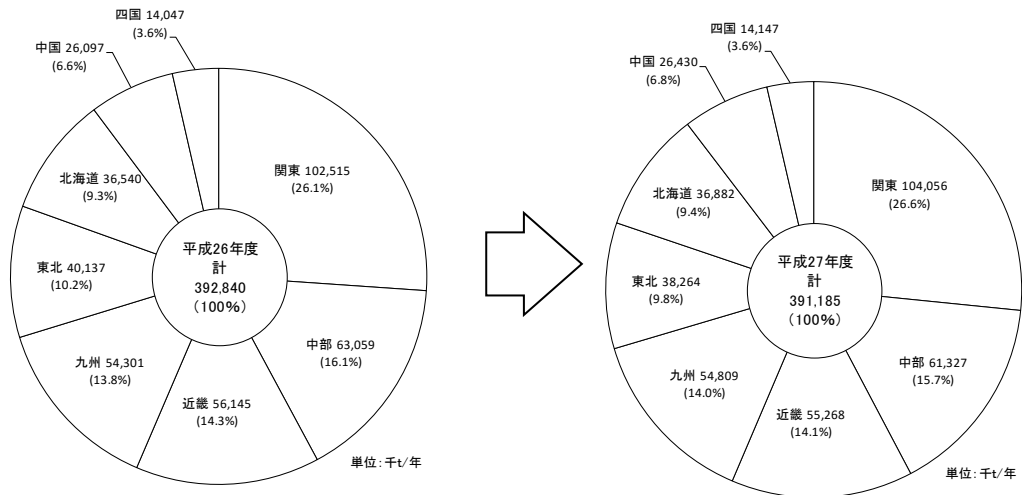 四国 14,047
(3.6%)
中国 26,097
(6.6%)
関東 102,515
(26.1%)
北海道 36,540
(9.3%)
平成26年度
計
392,840
（100%）
東北 40,137
(10.2%)
中部 63,059
(16.1%)
九州 54,301
(13.8%)
近畿 56,145
(14.3%)
単位：千t/年
四国 14,147
(3.6%)
中国 26,430
(6.8%)
関東 104,056
(26.6%)
北海道 36,882
(9.4%)
平成27年度
計
391,185
（100%）
東北 38,264
(9.8%)
中部 61,327
(15.7%)
九州 54,809
(14.0%)
近畿 55,268
(14.1%)
単位：千t/年